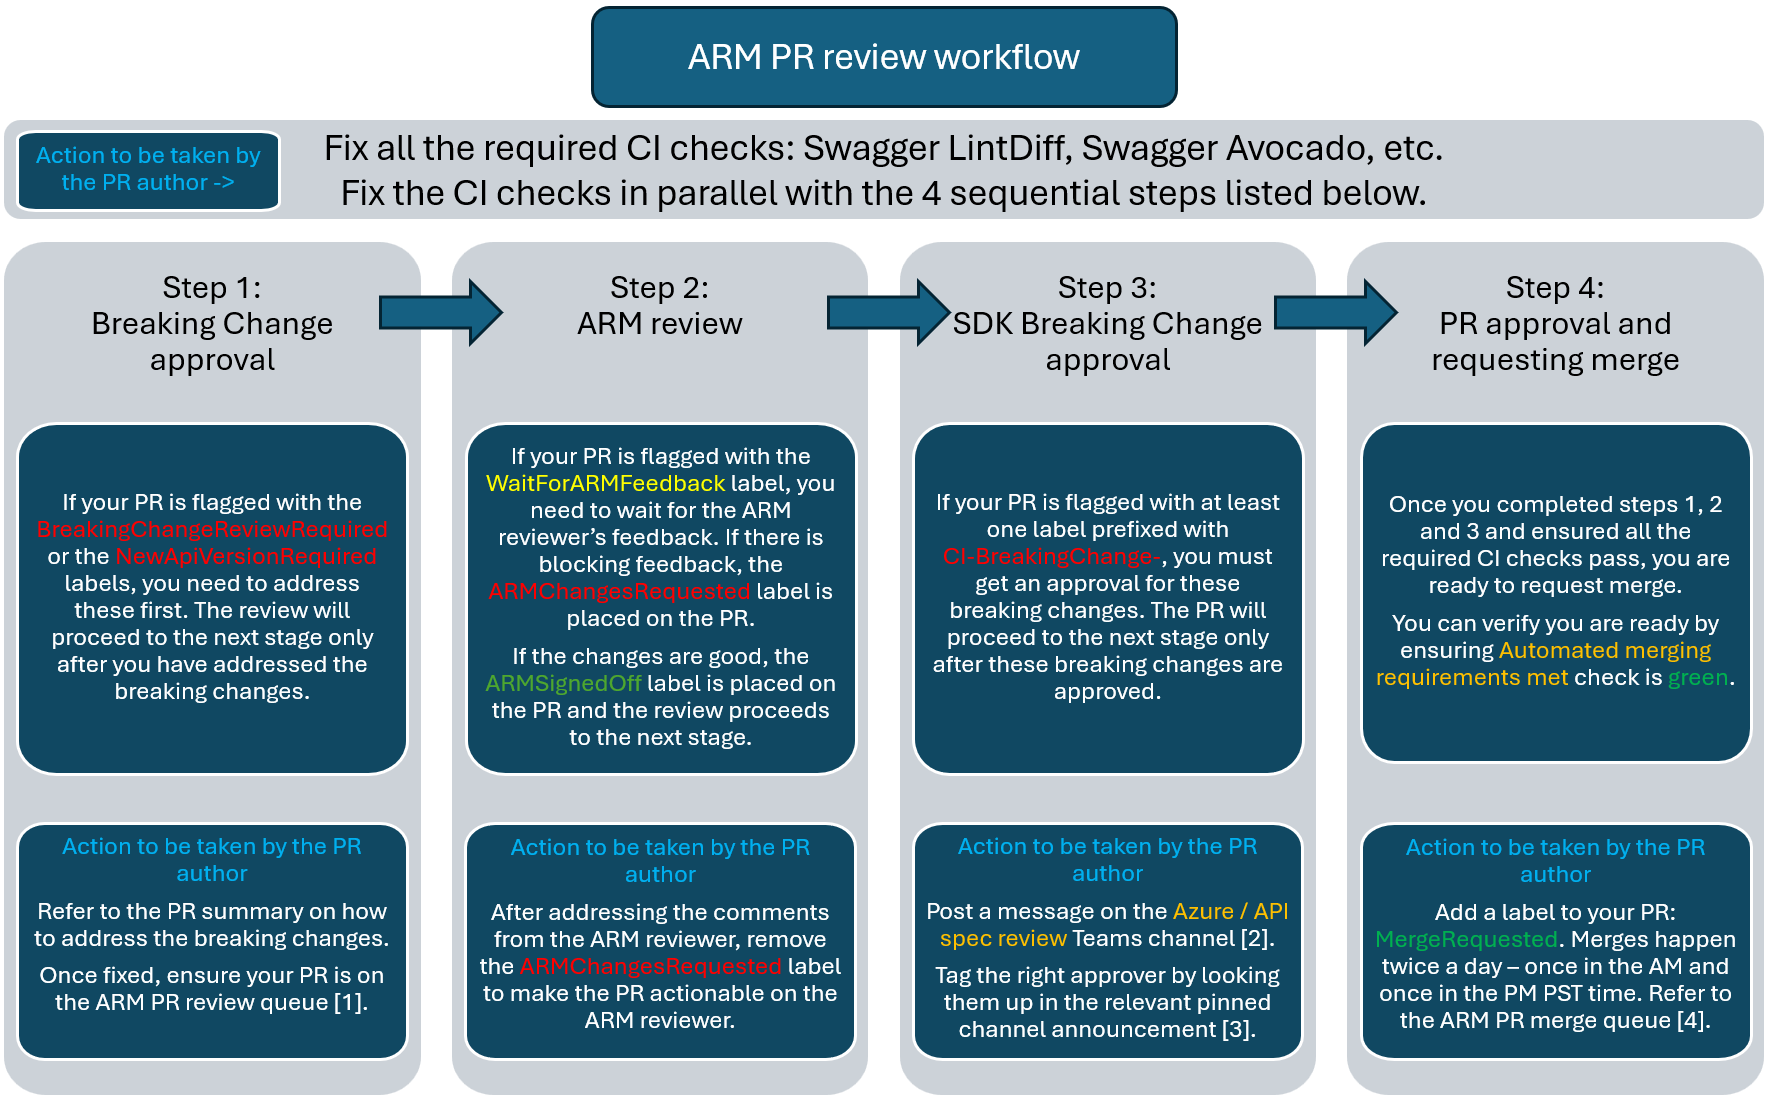 ARM PR review workflow
Action to be taken by
the PR author ->
Fix all the required CI checks: Swagger LintDiff, Swagger Avocado, etc.
Fix the CI checks in parallel with the 4 sequential steps listed below.
Step 1:
Breaking Change
approval
If your PR is flagged with the
BreakingChangeReviewRequired
or the NewApiVersionRequired
labels, you need to address
these first. The review will
proceed to the next stage only
after you have addressed the
breaking changes.
Action to be taken by the PR
author
Refer to the PR summary on how
to address the breaking changes.
Once fixed, ensure your PR is on
the ARM PR review queue [1].
Step 2:
ARM review
If your PR is flagged with the
WaitForARMFeedback label, you
need to wait for the ARM
reviewer’s feedback. If there is
blocking feedback, the
ARMChangesRequested label is
placed on the PR.
If the changes are good, the
ARMSignedOff label is placed on
the PR and the review proceeds
to the next stage.
Action to be taken by the PR
author
After addressing the comments
from the ARM reviewer, remove
the ARMChangesRequested label
to make the PR actionable on the
ARM reviewer.
Step 3:
SDK Breaking Change
approval
If your PR is flagged with at least
one label prefixed with
CI-BreakingChange-, you must
get an approval for these
breaking changes. The PR will
proceed to the next stage only
after these breaking changes are
approved.
Action to be taken by the PR
author
Post a message on the Azure / API
spec review Teams channel [2].
Tag the right approver by looking
them up in the relevant pinned
channel announcement [3].
Step 4:
PR approval and
requesting merge
Once you completed steps 1, 2
and 3 and ensured all the
required CI checks pass, you are
ready to request merge.
You can verify you are ready by
ensuring Automated merging
requirements met check is green.
Action to be taken by the PR
author
Add a label to your PR:
MergeRequested. Merges happen
twice a day – once in the AM and
once in the PM PST time. Refer to
the ARM PR merge queue [4].